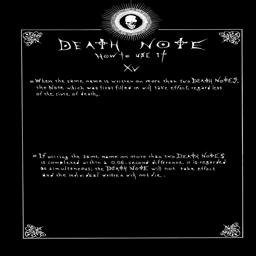 DEATH NOTE
HOW TO USE IT
XV
When the same name is written on more than two DEATH NOTES,
the Note which was first filled in will take effect, regardless
of the time of death.
If writing the same name on more than two DEATH NOTES
is completed within a 0.06-second difference, it is regarded
as simultaneous; the DEATH NOTE will not take effect
and the individual written will not die.